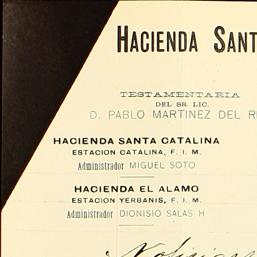 HACIENDA SANT
TESTAMENTARIA
DEL SR. LIC.
D. PABLO MARTINEZ DEL R
HACIENDA SANTA CATALINA
ESTACION CATALINA, F. I. M.
Administrador MIGUEL SOTO
HACIENDA EL ALAMO
ESTACION YERBANIS, F. I. M.
Administrador DIONISIO SALAS H